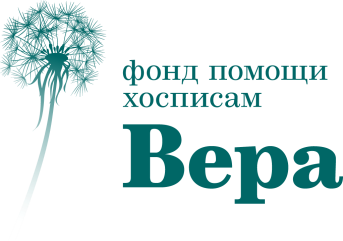 фонд помощи
хосписам
Вера